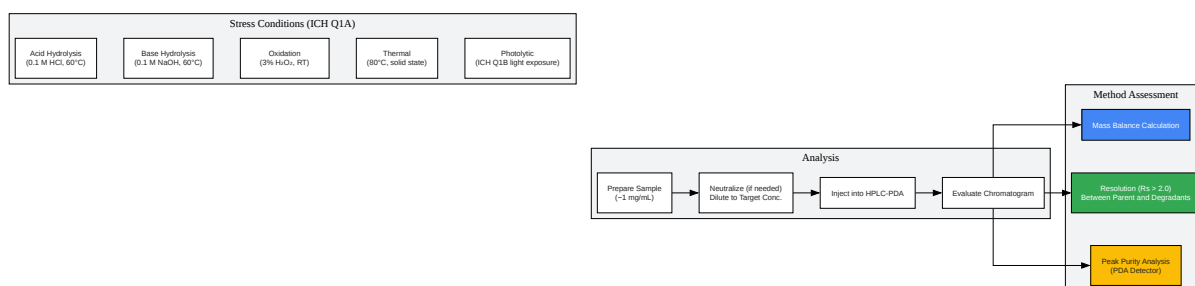 Stress Conditions (ICH Q1A)
Acid Hydrolysis
(0.1 M HCl, 60°C)
Base Hydrolysis
(0.1 M NaOH, 60°C)
Oxidation
(3% H₂O₂, RT)
Thermal
(80°C, solid state)
Photolytic
(ICH Q1B light exposure)
Analysis
Prepare Sample
(~1 mg/mL)
Neutralize (if needed)
Dilute to Target Conc.
Inject into HPLC-PDA
Evaluate Chromatogram
Method Assessment
Mass Balance Calculation
Resolution (Rs > 2.0)
Between Parent and Degradants
Peak Purity Analysis
(PDA Detector)